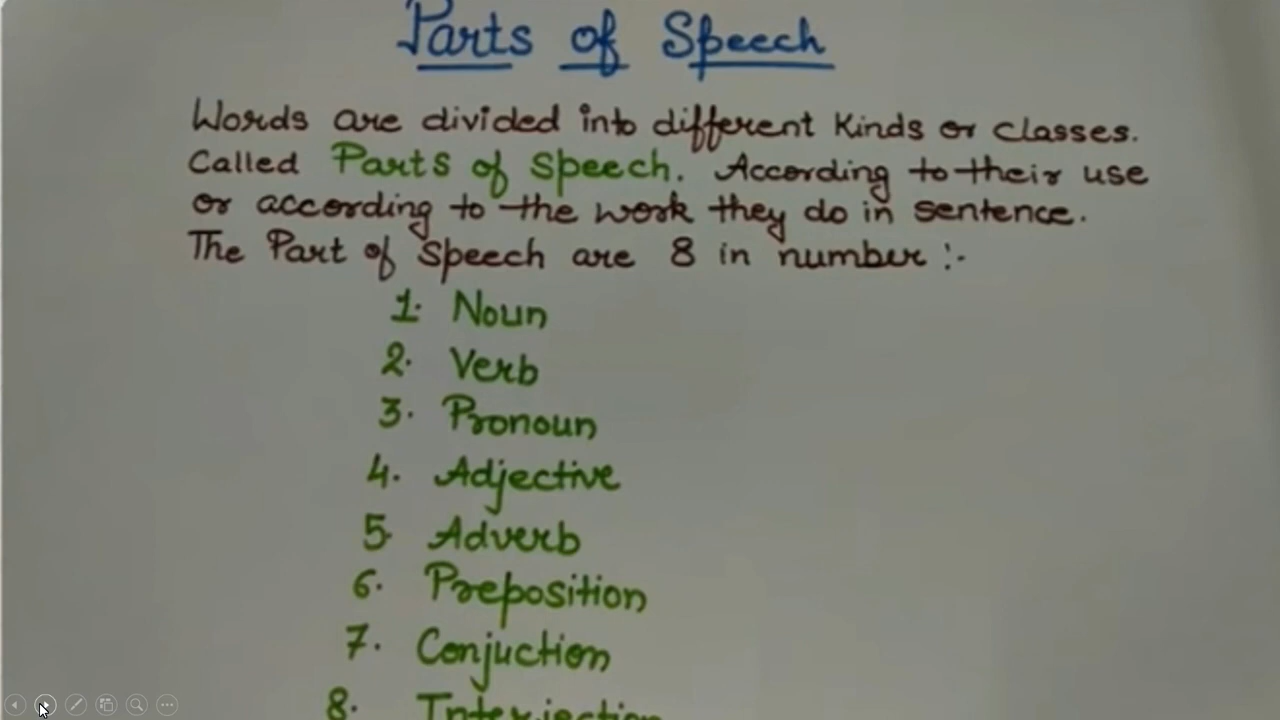 Parts of Speech
Words are divided into different Kinds or classes.
Called Parts of Speech. According to their use
or according to the work they do in sentence.
The Part of Speech are 8 in number :-
1. Noun
2. Verb
3. Pronoun
4. Adjective
5. Adverb
6. Preposition
7. Conjuction
8. Interjection